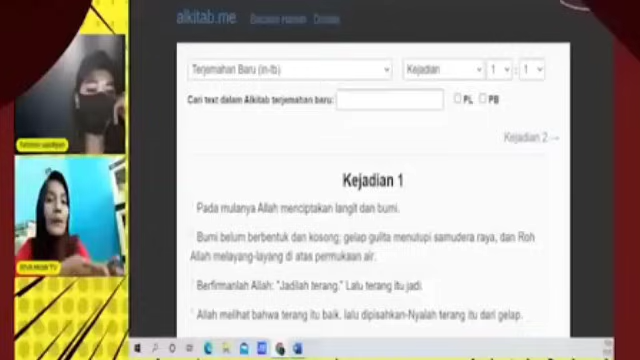 alkitab.me Bacaan Harian Donasi
Terjemahan Baru (in-tb) Kejadian 1 : 1
Cari text dalam Alkitab terjemahan baru: PL PB
Kejadian 2 →
Kejadian 1
Pada mulanya Allah menciptakan langit dan bumi.
Bumi belum berbentuk dan kosong; gelap gulita menutupi samudera raya, dan Roh
Allah melayang-layang di atas permukaan air.
Berfirmanlah Allah: "Jadilah terang." Lalu terang itu jadi.
Allah melihat bahwa terang itu baik, lalu dipisahkan-Nyalah terang itu dari gelap.